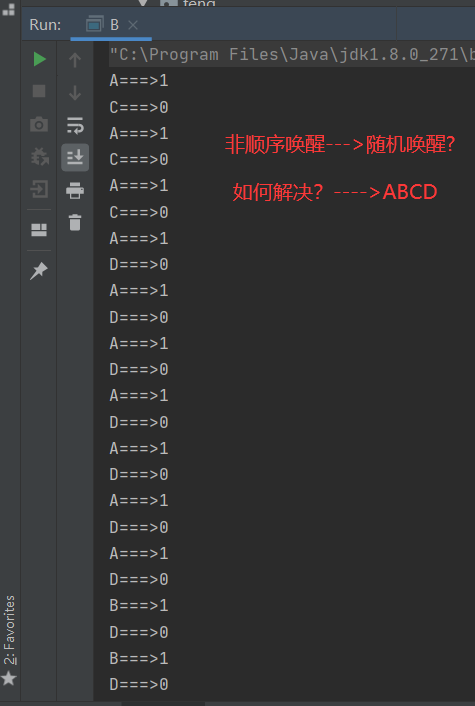 teng
Run:
B
"C:\Program Files\Java\jdk1.8.0_271\b
A===>1
C===>0
A===>1
C===>0
A===>1
C===>0
A===>1
D===>0
A===>1
D===>0
A===>1
D===>0
A===>1
D===>0
A===>1
D===>0
A===>1
D===>0
A===>1
D===>0
B===>1
D===>0
B===>1
D===>0
非顺序唤醒--->随机唤醒?
如何解决? ---->ABCD
2: Favorites